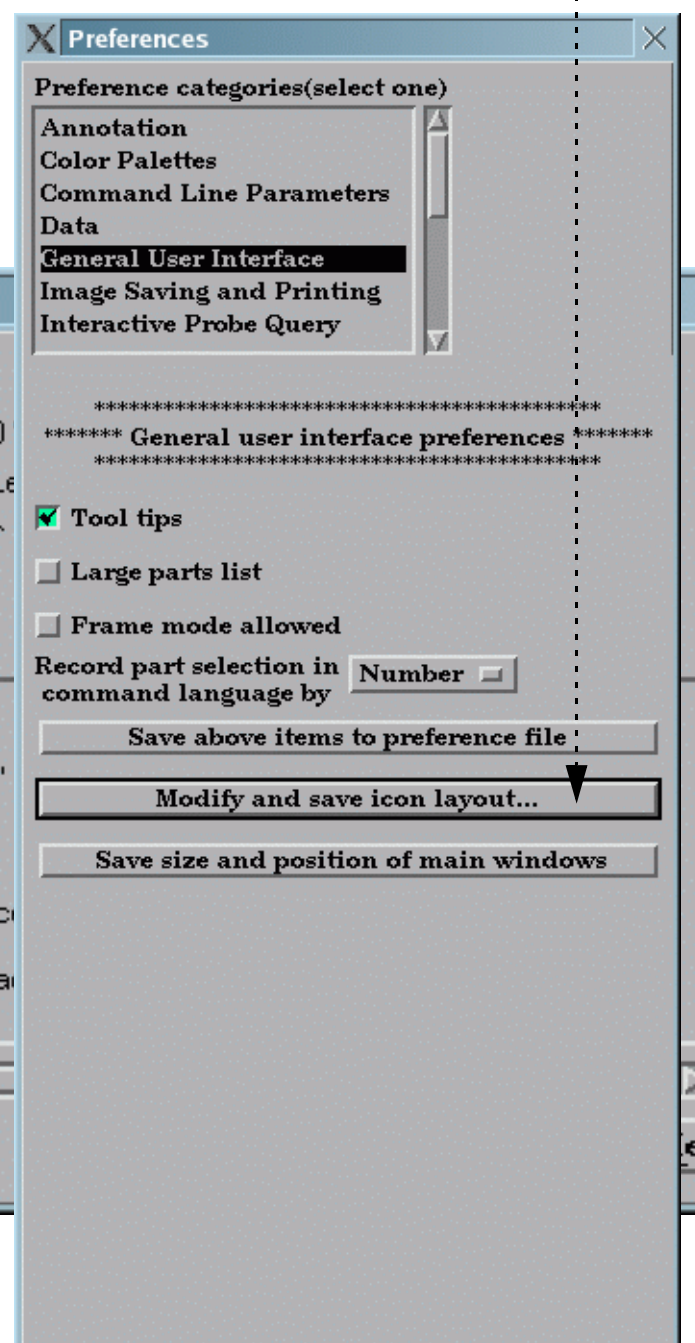 Preferences
Preference categories(select one)
Annotation
Color Palettes
Command Line Parameters
Data
General User Interface
Image Saving and Printing
Interactive Probe Query
*********************************************
******* General user interface preferences *******
*********************************************
Tool tips
Large parts list
Frame mode allowed
Record part selection in Number
command language by
Save above items to preference file
Modify and save icon layout...
Save size and position of main windows